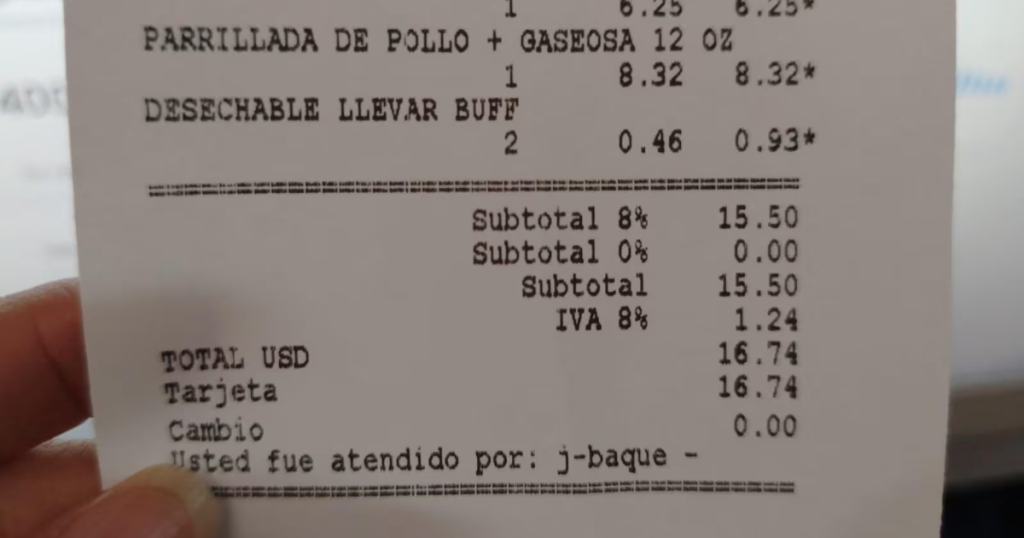 1 6.25 6.25*
PARRILLADA DE POLLO + GASEOSA 12 OZ
1 8.32 8.32*
DESECHABLE LLEVAR BUFF
2 0.46 0.93*
Subtotal 8% 15.50
Subtotal 0% 0.00
Subtotal 15.50
IVA 8% 1.24
TOTAL USD 16.74
Tarjeta 16.74
Cambio 0.00
Usted fue atendido por: j-baque -